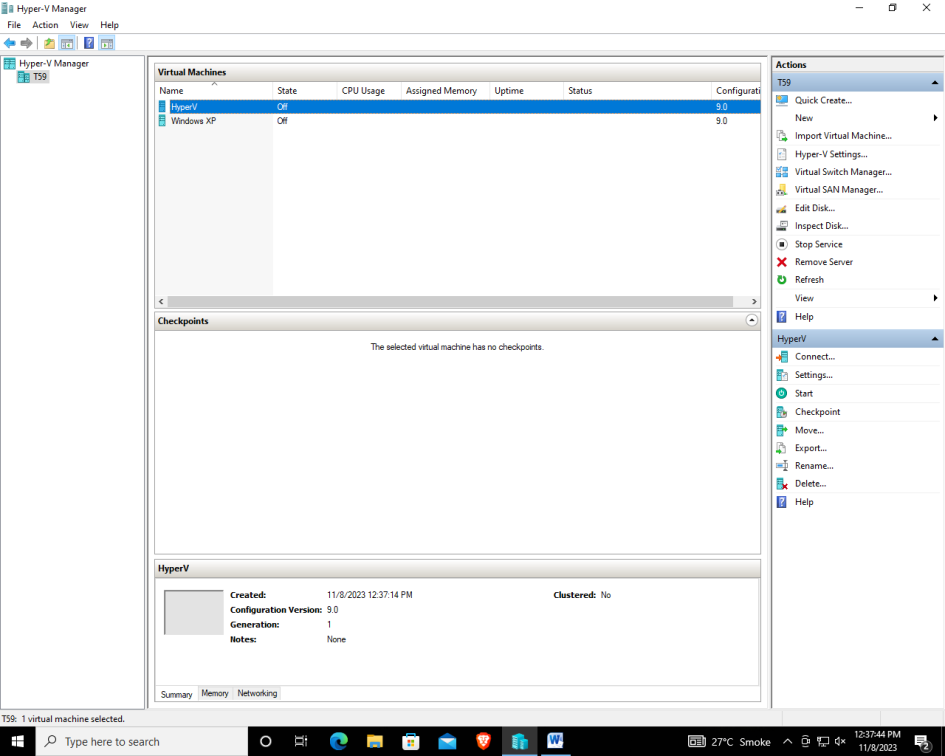 Hyper-V Manager
File Action View Help
Hyper-V Manager
T59
Virtual Machines
Name State CPU Usage Assigned Memory Uptime Status Configurati
HyperV Off 9.0
Windows XP Off 9.0
Checkpoints
The selected virtual machine has no checkpoints.
HyperV
Created: 11/8/2023 12:37:14 PM Clustered: No
Configuration Version: 9.0
Generation: 1
Notes: None
Summary Memory Networking
Actions
T59
Quick Create...
New
Import Virtual Machine...
Hyper-V Settings...
Virtual Switch Manager...
Virtual SAN Manager...
Edit Disk...
Inspect Disk...
Stop Service
Remove Server
Refresh
View
Help
HyperV
Connect...
Settings...
Start
Checkpoint
Move...
Export...
Rename...
Delete...
Help
T59: 1 virtual machine selected.
Type here to search
27°C Smoke
12:37:44 PM
11/8/2023
2